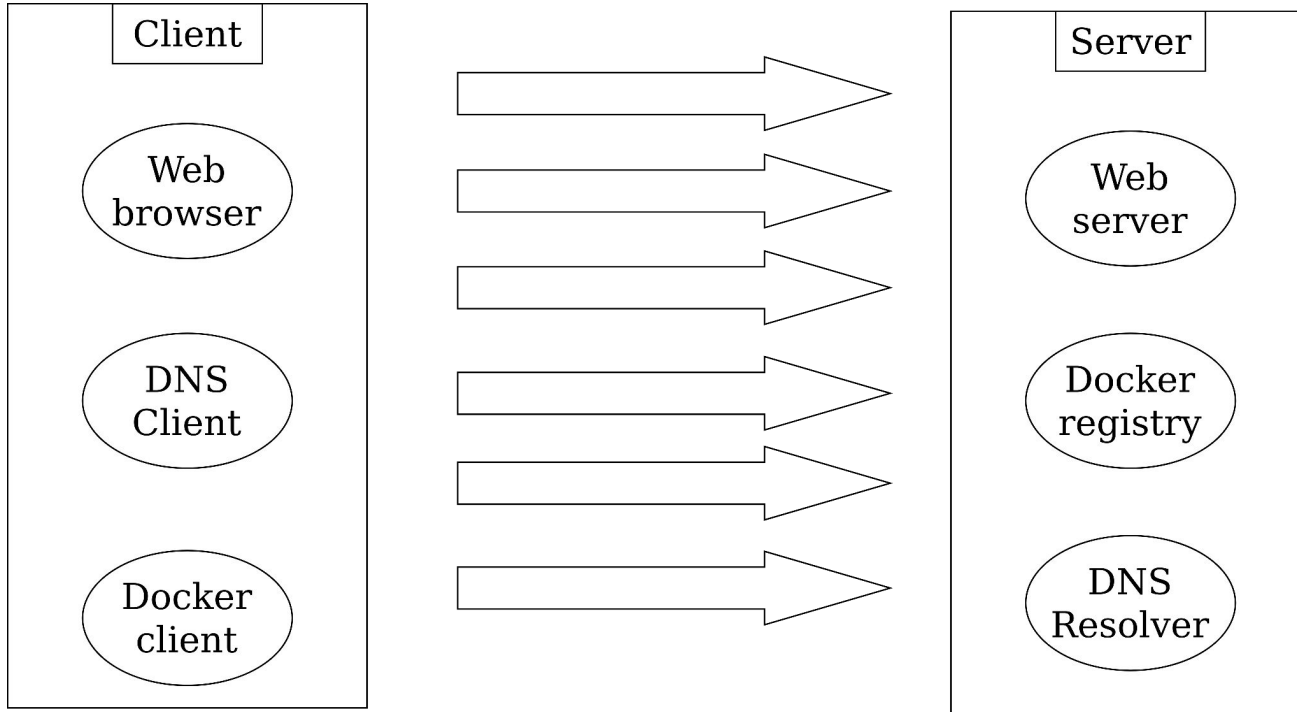 Client
Web
browser
DNS
Client
Docker
client
Server
Web
server
Docker
registry
DNS
Resolver